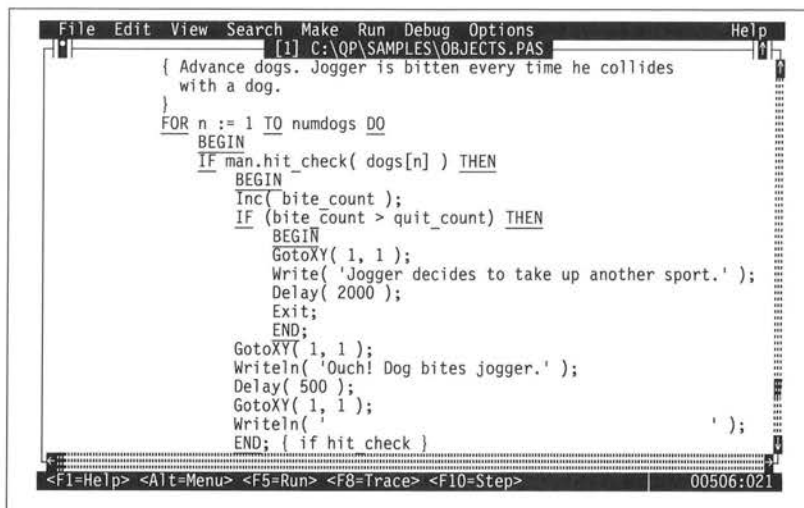 File Edit View Search Make Run Debug Options Help
[1] C:\QP\SAMPLES\OBJECTS.PAS
{ Advance dogs. Jogger is bitten every time he collides
with a dog.
}
FOR n := 1 TO numdogs DO
BEGIN
IF man.hit_check( dogs[n] ) THEN
BEGIN
Inc( bite_count );
IF (bite_count > quit_count) THEN
BEGIN
GotoXY( 1, 1 );
Write( 'Jogger decides to take up another sport.' );
Delay( 2000 );
Exit;
END;
GotoXY( 1, 1 );
Writeln( 'Ouch! Dog bites jogger.' );
Delay( 500 );
GotoXY( 1, 1 );
Writeln( '                                        ' );
END; { if hit_check }
<F1=Help> <Alt=Menu> <F5=Run> <F8=Trace> <F10=Step> 00506:021